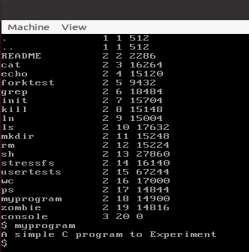 Machine View
. 1 1 512
.. 1 1 512
README 2 2 2286
cat 2 3 16264
echo 2 4 15120
forktest 2 5 9432
grep 2 6 18484
init 2 7 15704
kill 2 8 15148
ln 2 9 15004
ls 2 10 17632
mkdir 2 11 15248
rm 2 12 15224
sh 2 13 27860
stressfs 2 14 16140
usertests 2 15 67244
wc 2 16 17000
ps 2 17 14844
myprogram 2 18 14900
zombie 2 19 14816
console 3 20 0
$ myprogram
A simple C program to Experiment
$